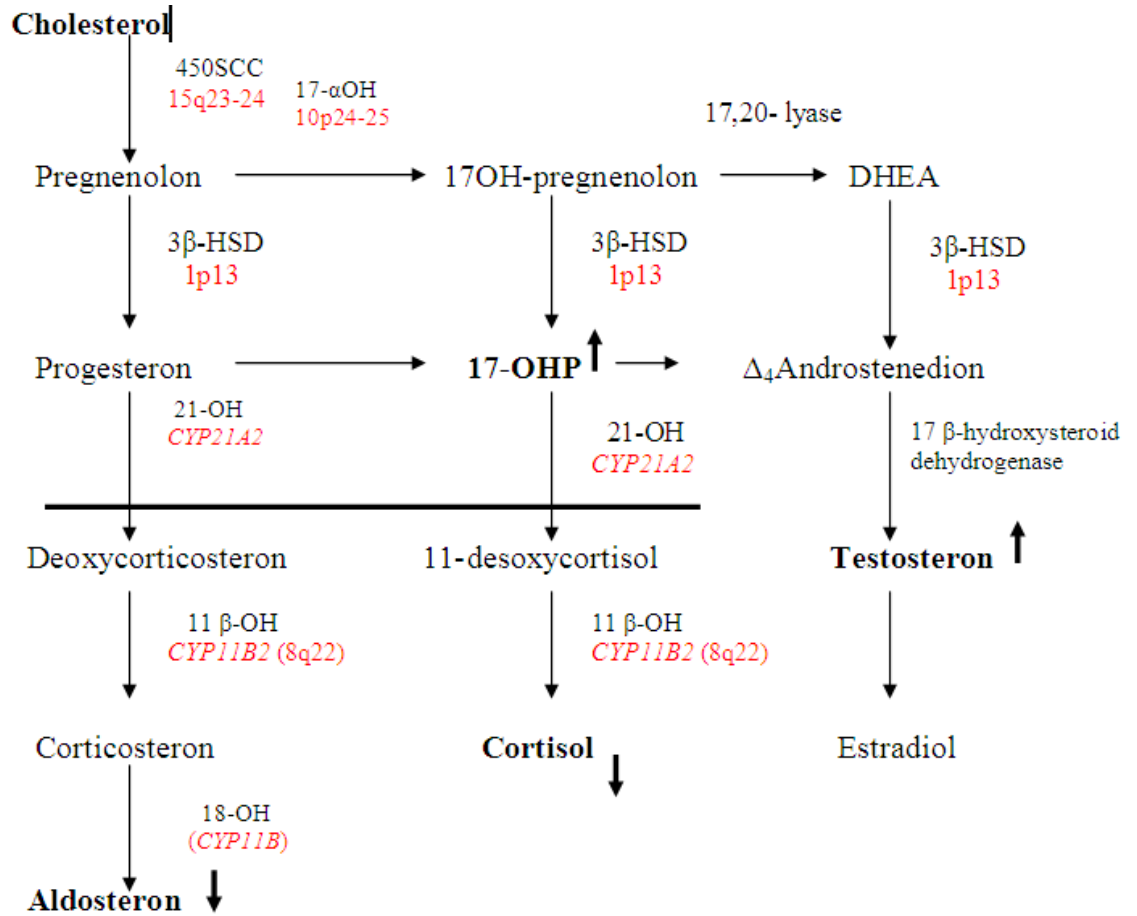 Cholesterol
450SCC
15q23-24
17-αOH
10p24-25
17,20- lyase
Pregnenolon
17OH-pregnenolon
DHEA
3β-HSD
1p13
3β-HSD
1p13
3β-HSD
1p13
Progesteron
17-OHP
Δ₄Androstenedion
21-OH
CYP21A2
21-OH
CYP21A2
17 β-hydroxysteroid
dehydrogenase
Deoxycorticosteron
11-desoxycortisol
Testosteron
11 β-OH
CYP11B2 (8q22)
11 β-OH
CYP11B2 (8q22)
Corticosteron
Cortisol
Estradiol
18-OH
(CYP11B)
Aldosteron